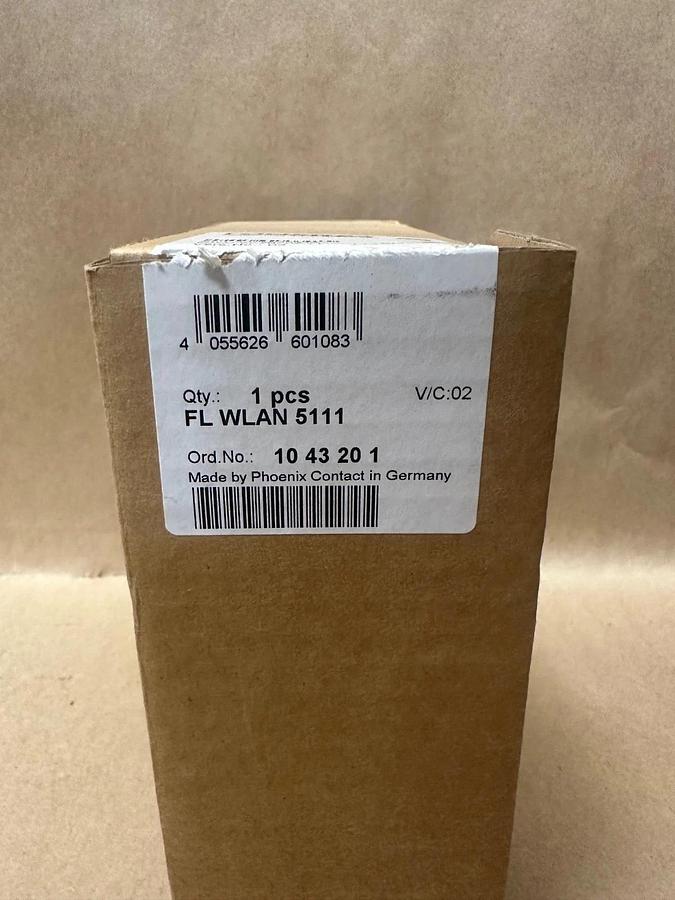 4 055626 601083
Qty.: 1 pcs V/C:02
FL WLAN 5111
Ord.No.: 10 43 20 1
Made by Phoenix Contact in Germany